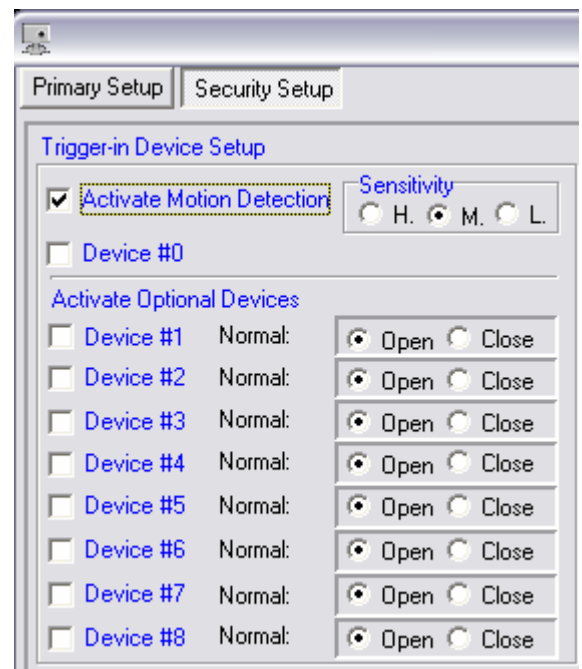 Primary Setup Security Setup
Trigger-in Device Setup
Activate Motion Detection Sensitivity
H. M. L.
Device #0
Activate Optional Devices
Device #1 Normal: Open Close
Device #2 Normal: Open Close
Device #3 Normal: Open Close
Device #4 Normal: Open Close
Device #5 Normal: Open Close
Device #6 Normal: Open Close
Device #7 Normal: Open Close
Device #8 Normal: Open Close